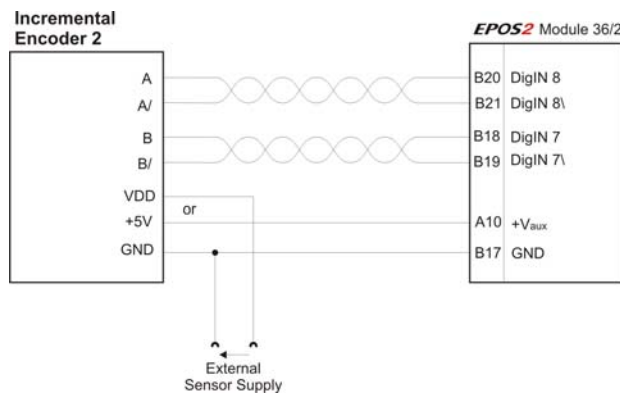 Incremental
Encoder 2
EPOS2 Module 36/2
A
B20 DigIN 8
A/
B21 DigIN 8\
B
B18 DigIN 7
B/
B19 DigIN 7\
VDD
or
+5V
A10 +Vaux
GND
B17 GND
External
Sensor Supply